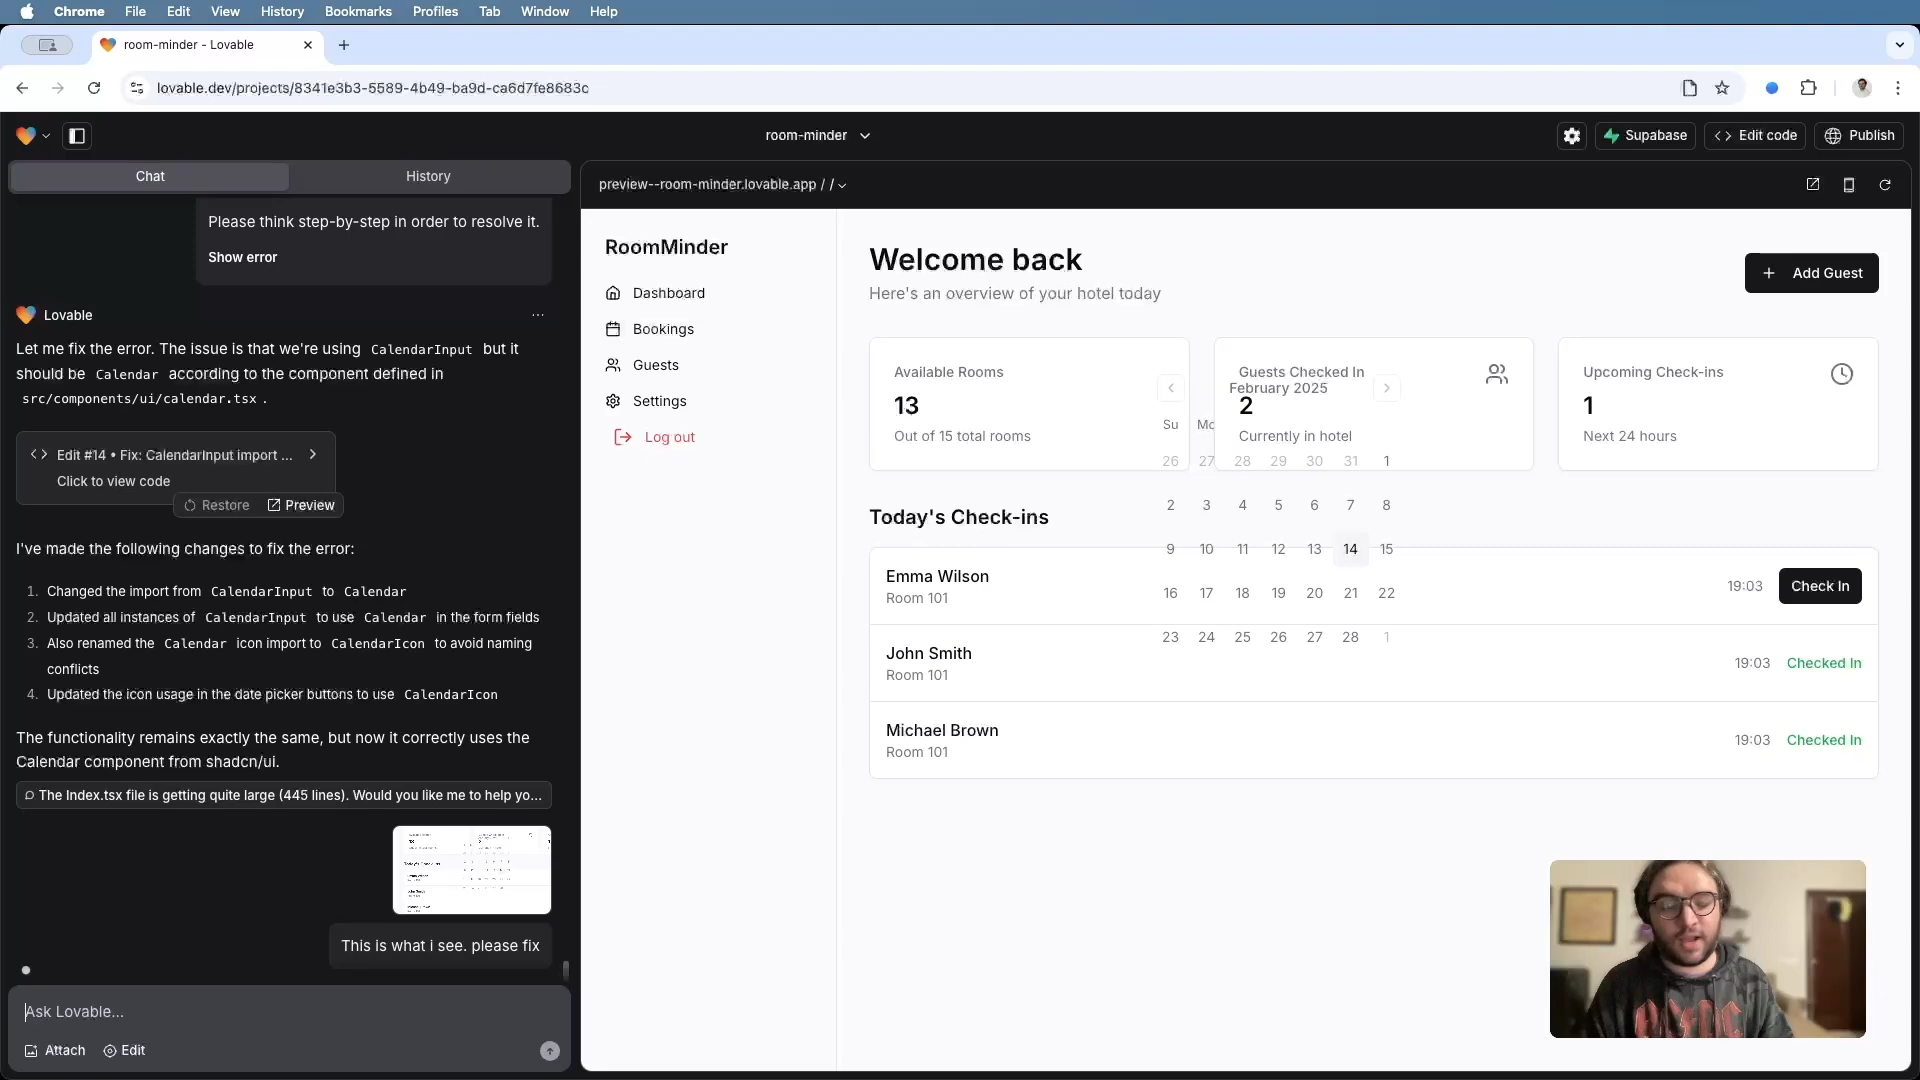 Chrome File Edit View History Bookmarks Profiles Tab Window Help
room-minder - Lovable
lovable.dev/projects/8341e3b3-5589-4b49-ba9d-ca6d7fe8683c
room-minder
Supabase
Edit code
Publish
Chat
History
Please think step-by-step in order to resolve it.
Show error
Lovable
Let me fix the error. The issue is that we're using CalendarInput but it
should be Calendar according to the component defined in
src/components/ui/calendar.tsx .
Edit #14 • Fix: CalendarInput import ...
Click to view code
Restore Preview
I've made the following changes to fix the error:
1. Changed the import from CalendarInput to Calendar
2. Updated all instances of CalendarInput to use Calendar in the form fields
3. Also renamed the Calendar icon import to CalendarIcon to avoid naming
conflicts
4. Updated the icon usage in the date picker buttons to use CalendarIcon
The functionality remains exactly the same, but now it correctly uses the
Calendar component from shadcn/ui.
The Index.tsx file is getting quite large (445 lines). Would you like me to help yo...
This is what i see. please fix
Ask Lovable...
Attach
Edit
preview--room-minder.lovable.app / /
RoomMinder
Dashboard
Bookings
Guests
Settings
Log out
Welcome back
Here's an overview of your hotel today
+ Add Guest
Available Rooms
13
Out of 15 total rooms
Guests Checked In
2
Currently in hotel
Upcoming Check-ins
1
Next 24 hours
February 2025
Su Mo
26 27 28 29 30 31 1
2 3 4 5 6 7 8
9 10 11 12 13 14 15
16 17 18 19 20 21 22
23 24 25 26 27 28 1
Today's Check-ins
Emma Wilson
Room 101
19:03
Check In
John Smith
Room 101
19:03
Checked In
Michael Brown
Room 101
19:03
Checked In